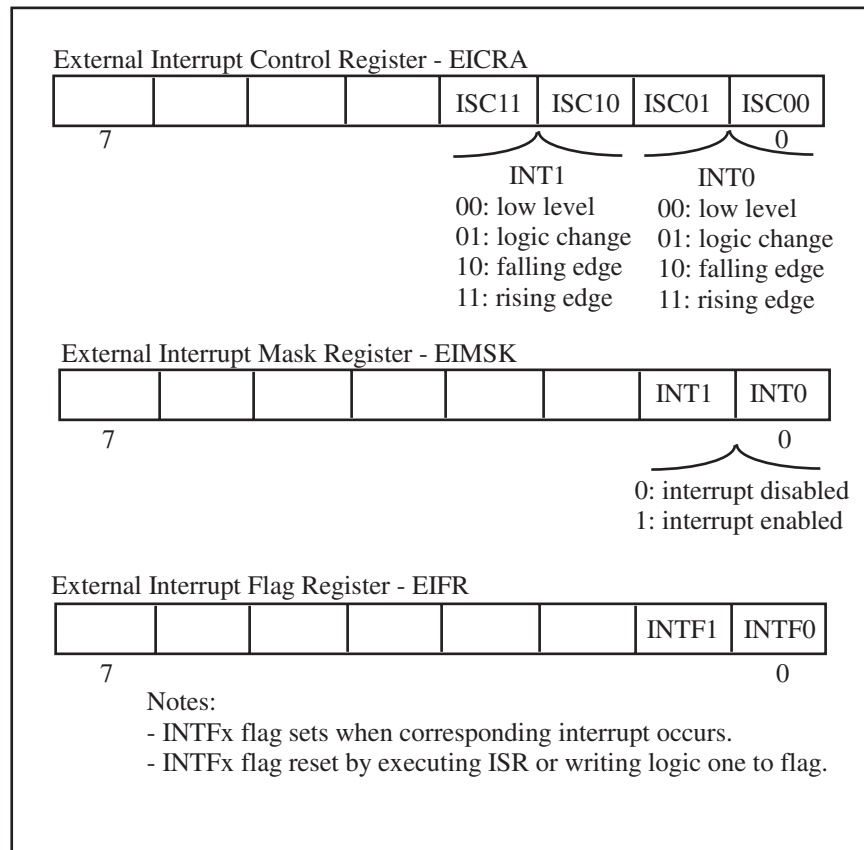 External Interrupt Control Register - EICRA
ISC11 ISC10 ISC01 ISC00
7 0
INT1 INT0
00: low level 00: low level
01: logic change 01: logic change
10: falling edge 10: falling edge
11: rising edge 11: rising edge
External Interrupt Mask Register - EIMSK
INT1 INT0
7 0
0: interrupt disabled
1: interrupt enabled
External Interrupt Flag Register - EIFR
INTF1 INTF0
7 0
Notes:
- INTFx flag sets when corresponding interrupt occurs.
- INTFx flag reset by executing ISR or writing logic one to flag.